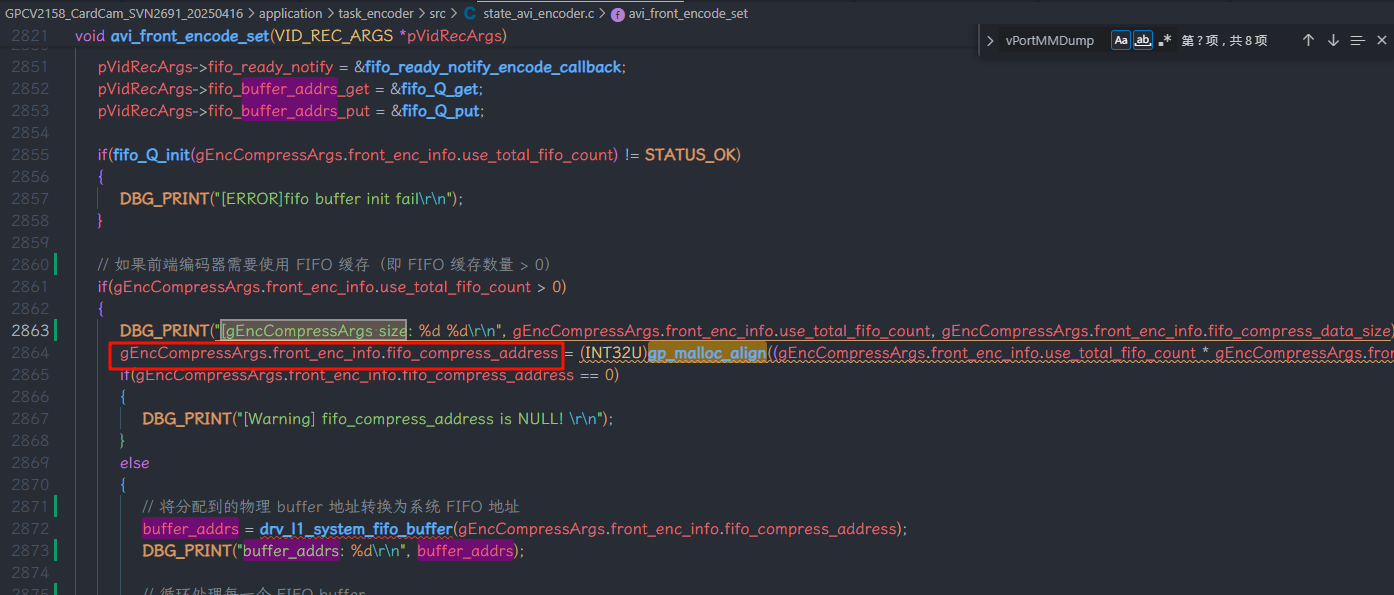 GPCV2158_CardCam_SVN2691_20250416 > application > task_encoder > src > C state_avi_encoder.c > f avi_front_encode_set
2821 void avi_front_encode_set(VID_REC_ARGS *pVidRecArgs)
vPortMMDump Aa ab .* 第?项,共8项
2851 pVidRecArgs->fifo_ready_notify = &fifo_ready_notify_encode_callback;
2852 pVidRecArgs->fifo_buffer_addrs_get = &fifo_Q_get;
2853 pVidRecArgs->fifo_buffer_addrs_put = &fifo_Q_put;
2854
2855 if(fifo_Q_init(gEncCompressArgs.front_enc_info.use_total_fifo_count) != STATUS_OK)
2856 {
2857 DBG_PRINT("[ERROR]fifo buffer init fail\r\n");
2858 }
2859
2860 // 如果前端编码器需要使用 FIFO 缓存（即 FIFO 缓存数量 > 0）
2861 if(gEncCompressArgs.front_enc_info.use_total_fifo_count > 0)
2862 {
2863 DBG_PRINT("[gEncCompressArgs size: %d %d\r\n", gEncCompressArgs.front_enc_info.use_total_fifo_count, gEncCompressArgs.front_enc_info.fifo_compress_data_size)
2864 gEncCompressArgs.front_enc_info.fifo_compress_address = (INT32U)gp_malloc_align((gEncCompressArgs.front_enc_info.use_total_fifo_count * gEncCompressArgs.fron
2865 if(gEncCompressArgs.front_enc_info.fifo_compress_address == 0)
2866 {
2867 DBG_PRINT("[Warning] fifo_compress_address is NULL! \r\n");
2868 }
2869 else
2870 {
2871 // 将分配到的物理 buffer 地址转换为系统 FIFO 地址
2872 buffer_addrs = drv_l1_system_fifo_buffer(gEncCompressArgs.front_enc_info.fifo_compress_address);
2873 DBG_PRINT("buffer_addrs: %d\r\n", buffer_addrs);
2874
2875 // 循环处理每一个 FIFO buffer